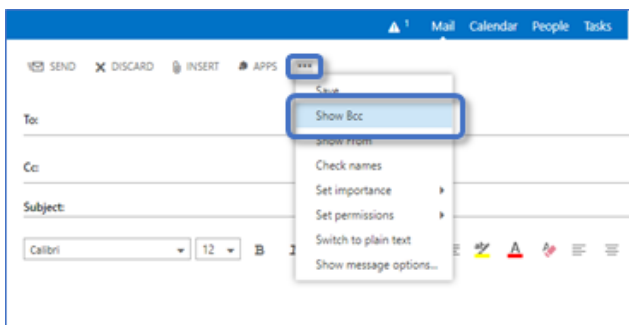 1 Mail Calendar People Tasks
SEND DISCARD INSERT APPS ...
Save
Show Bcc
To:
Show From
Cc:
Check names
Set importance
Subject:
Set permissions
Switch to plain text
Calibri 12 B I aby A
Show message options...